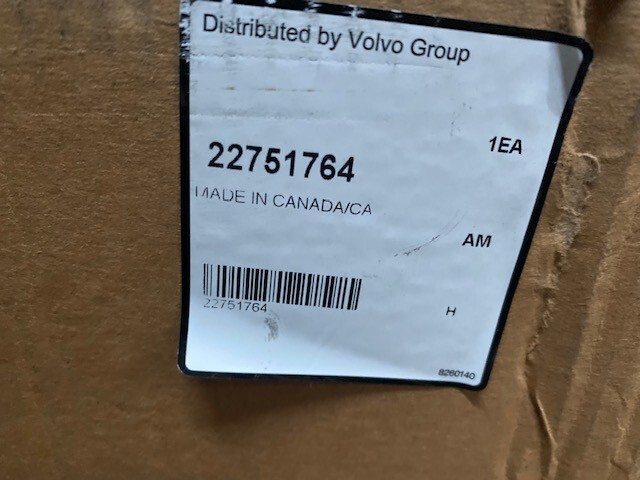 Distributed by Volvo Group
1EA
22751764
MADE IN CANADA/CA
AM
22751764
H
8260140